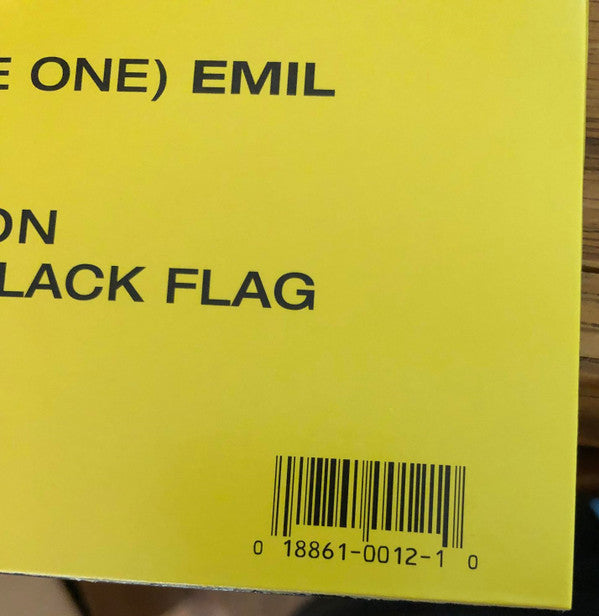 E ONE) EMIL
ON
LACK FLAG
0 18861-0012-1 0